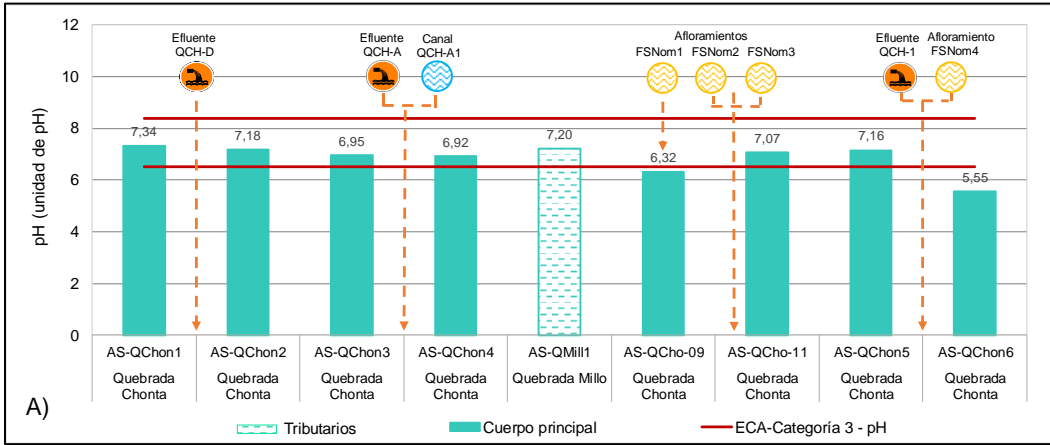 12
10
8
6
4
2
0
pH (unidad de pH)
Efluente
QCH-D
Efluente
QCH-A
Canal
QCH-A1
Afloramientos
FSNom1
FSNom2
FSNom3
Efluente
QCH-1
Afloramiento
FSNom4
7,34
7,18
6,95
6,92
7,20
6,32
7,07
7,16
5,55
AS-QChon1
AS-QChon2
AS-QChon3
AS-QChon4
AS-QMill1
AS-QCho-09
AS-QCho-11
AS-QChon5
AS-QChon6
Quebrada
Chonta
Quebrada
Chonta
Quebrada
Chonta
Quebrada
Chonta
Quebrada Millo
Quebrada
Chonta
Quebrada
Chonta
Quebrada
Chonta
Quebrada
Chonta
A)
Tributarios
Cuerpo principal
ECA-Categoría 3 - pH